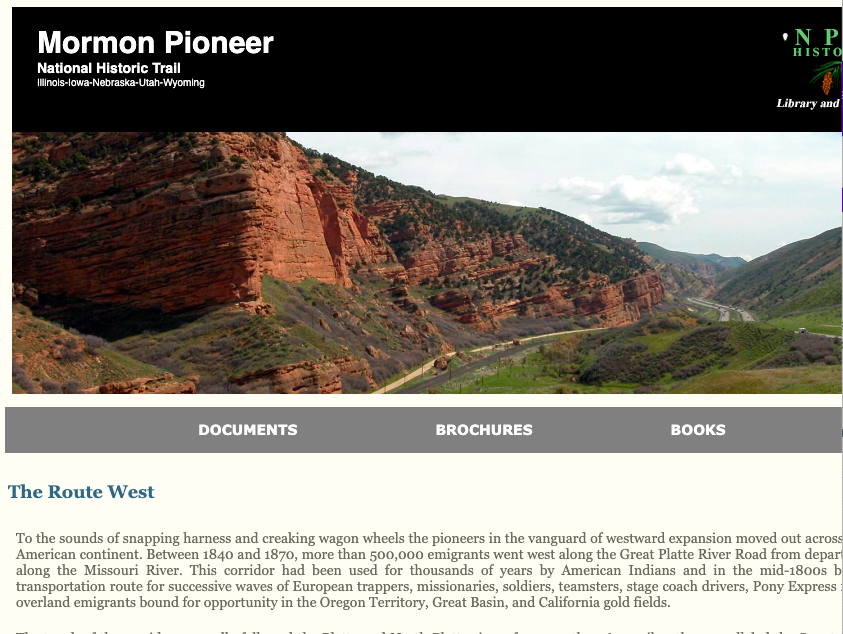 Mormon Pioneer
National Historic Trail
Illinois-Iowa-Nebraska-Utah-Wyoming
N P
HISTO
Library and
DOCUMENTS BROCHURES BOOKS
The Route West
To the sounds of snapping harness and creaking wagon wheels the pioneers in the vanguard of westward expansion moved out across
American continent. Between 1840 and 1870, more than 500,000 emigrants went west along the Great Platte River Road from depart
along the Missouri River. This corridor had been used for thousands of years by American Indians and in the mid-1800s b
transportation route for successive waves of European trappers, missionaries, soldiers, teamsters, stage coach drivers, Pony Express
overland emigrants bound for opportunity in the Oregon Territory, Great Basin, and California gold fields.